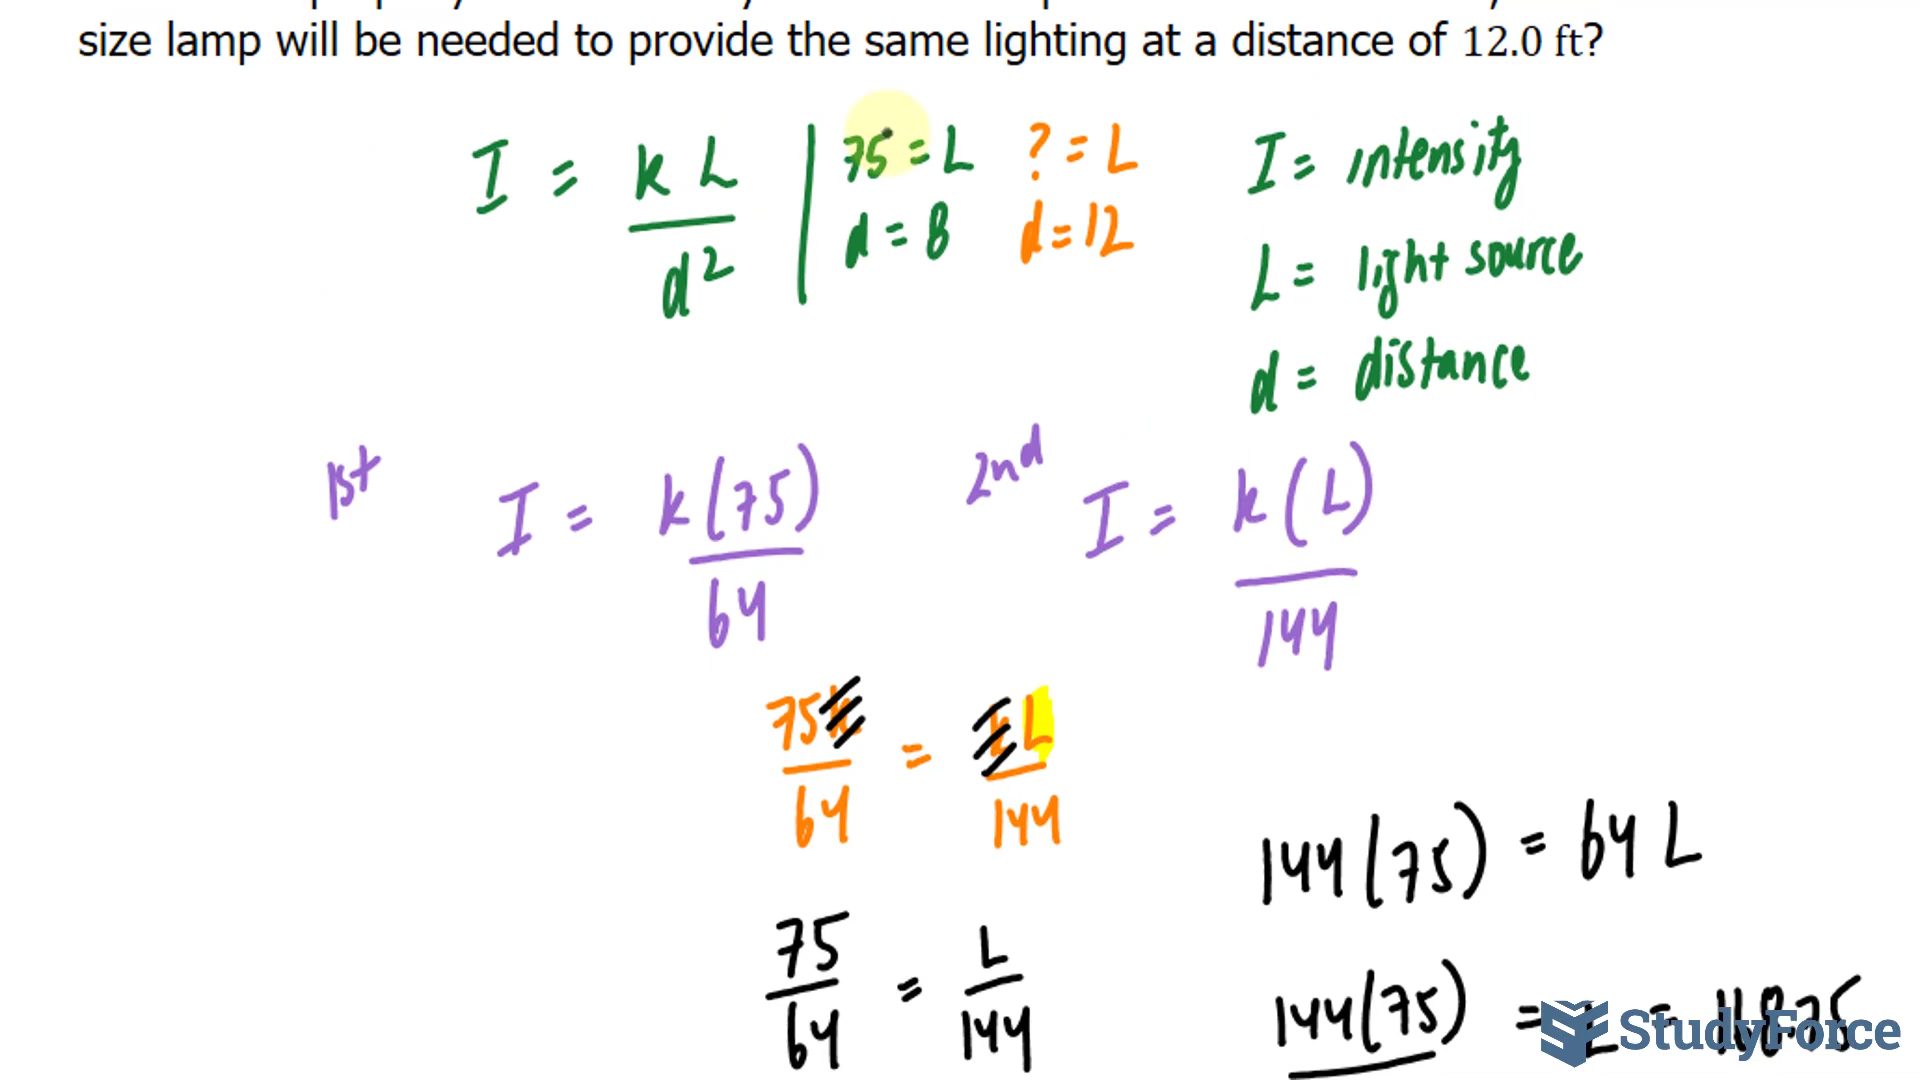 size lamp will be needed to provide the same lighting at a distance of 12.0 ft?
I = kL/d² | 75 = L ? = L
d = 8 d = 12
I = intensity
L = light source
d = distance
1st I = k(75)/64 2nd I = k(L)/144
75k/64 = kL/144
144(75) = 64L
75/64 = L/144
144(75) = L =
StudyForce